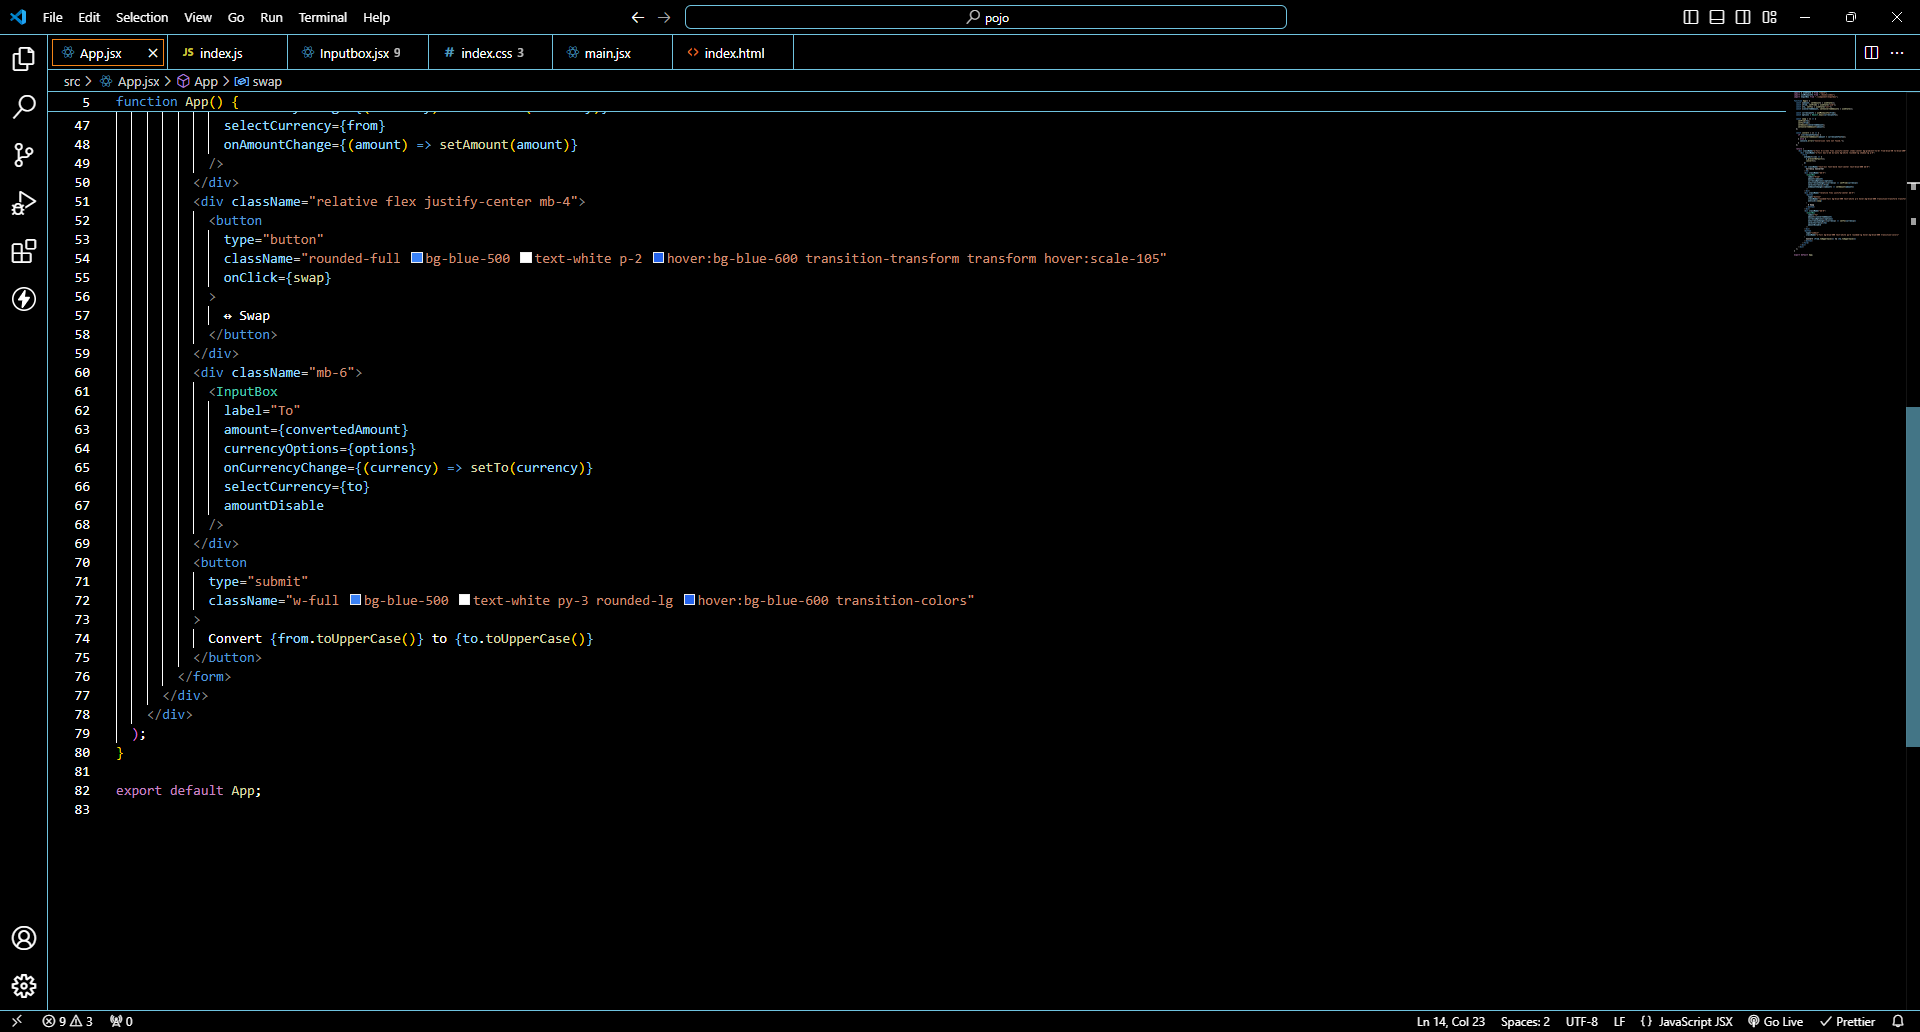 File Edit Selection View Go Run Terminal Help
pojo
App.jsx
JS index.js
Inputbox.jsx 9
# index.css 3
main.jsx
<> index.html
src > App.jsx > App > swap
5 function App() {
47 selectCurrency={from}
48 onAmountChange={(amount) => setAmount(amount)}
49 />
50 </div>
51 <div className="relative flex justify-center mb-4">
52 <button
53 type="button"
54 className="rounded-full bg-blue-500 text-white p-2 hover:bg-blue-600 transition-transform transform hover:scale-105"
55 onClick={swap}
56 >
57 ↔ Swap
58 </button>
59 </div>
60 <div className="mb-6">
61 <InputBox
62 label="To"
63 amount={convertedAmount}
64 currencyOptions={options}
65 onCurrencyChange={(currency) => setTo(currency)}
66 selectCurrency={to}
67 amountDisable
68 />
69 </div>
70 <button
71 type="submit"
72 className="w-full bg-blue-500 text-white py-3 rounded-lg hover:bg-blue-600 transition-colors"
73 >
74 Convert {from.toUpperCase()} to {to.toUpperCase()}
75 </button>
76 </form>
77 </div>
78 </div>
79 );
80 }
81
82 export default App;
83
9 3 0
Ln 14, Col 23 Spaces: 2 UTF-8 LF {} JavaScript JSX Go Live Prettier